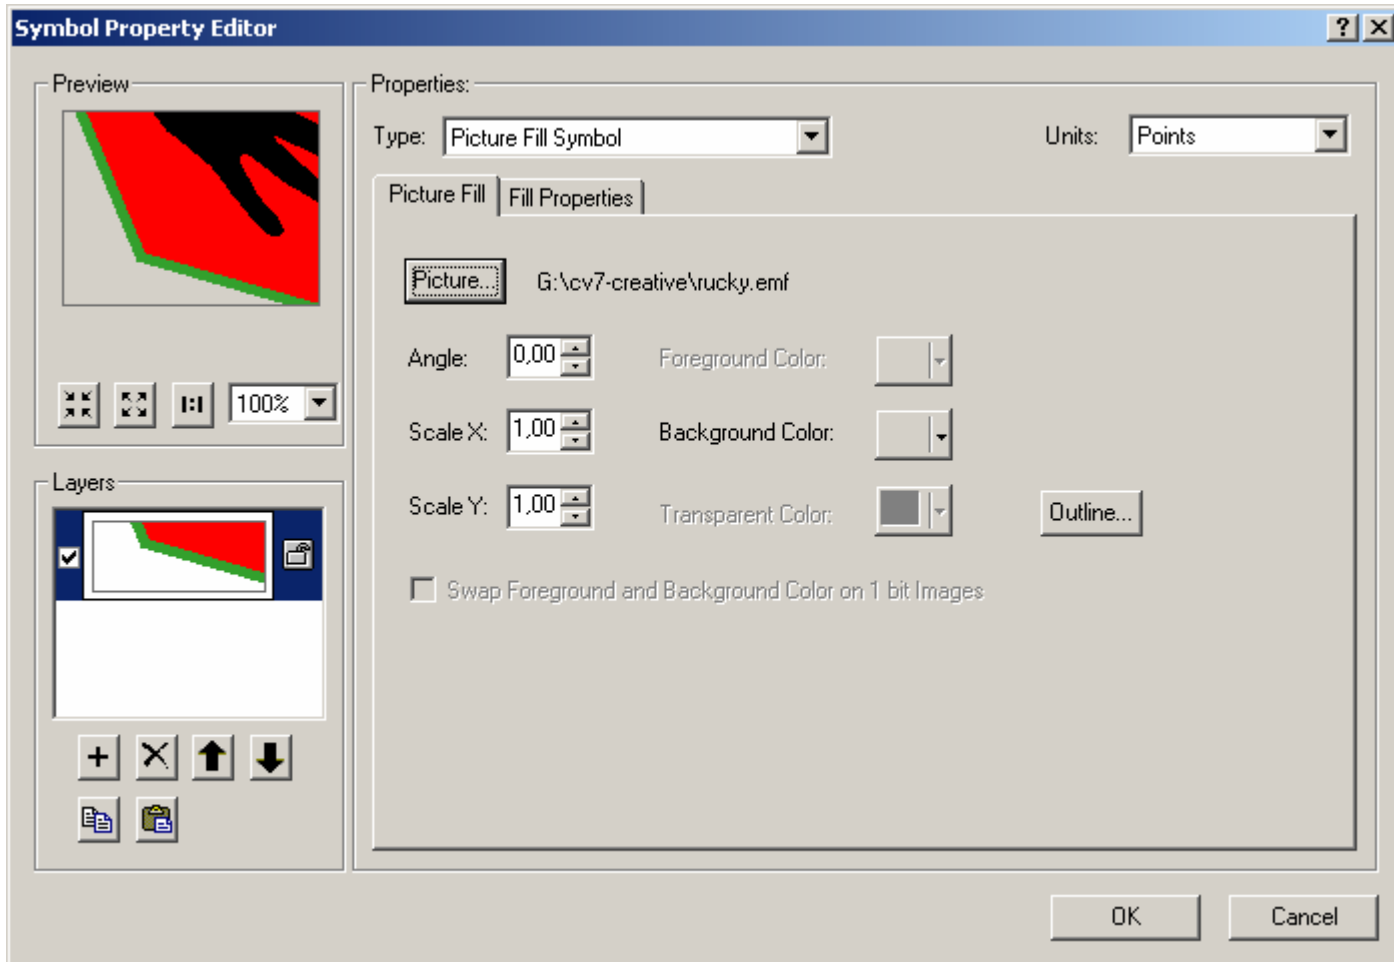 Symbol Property Editor
Preview
100%
Layers
Properties:
Type: Picture Fill Symbol
Units: Points
Picture Fill
Fill Properties
Picture... G:\cv7-creative\rucky.emf
Angle: 0,00 Foreground Color:
Scale X: 1,00 Background Color:
Scale Y: 1,00 Transparent Color:
Outline...
Swap Foreground and Background Color on 1 bit Images
OK
Cancel